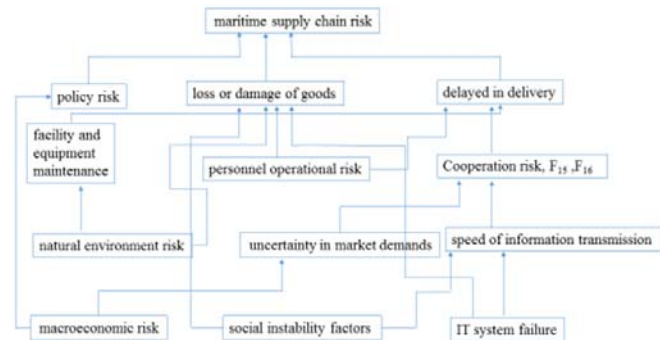 maritime supply chain risk
policy risk
loss or damage of goods
delayed in delivery
facility and
equipment
maintenance
personnel operational risk
Cooperation risk, F₁₅ ,F₁₆
natural environment risk
uncertainty in market demands
speed of information transmission
macroeconomic risk
social instability factors
IT system failure